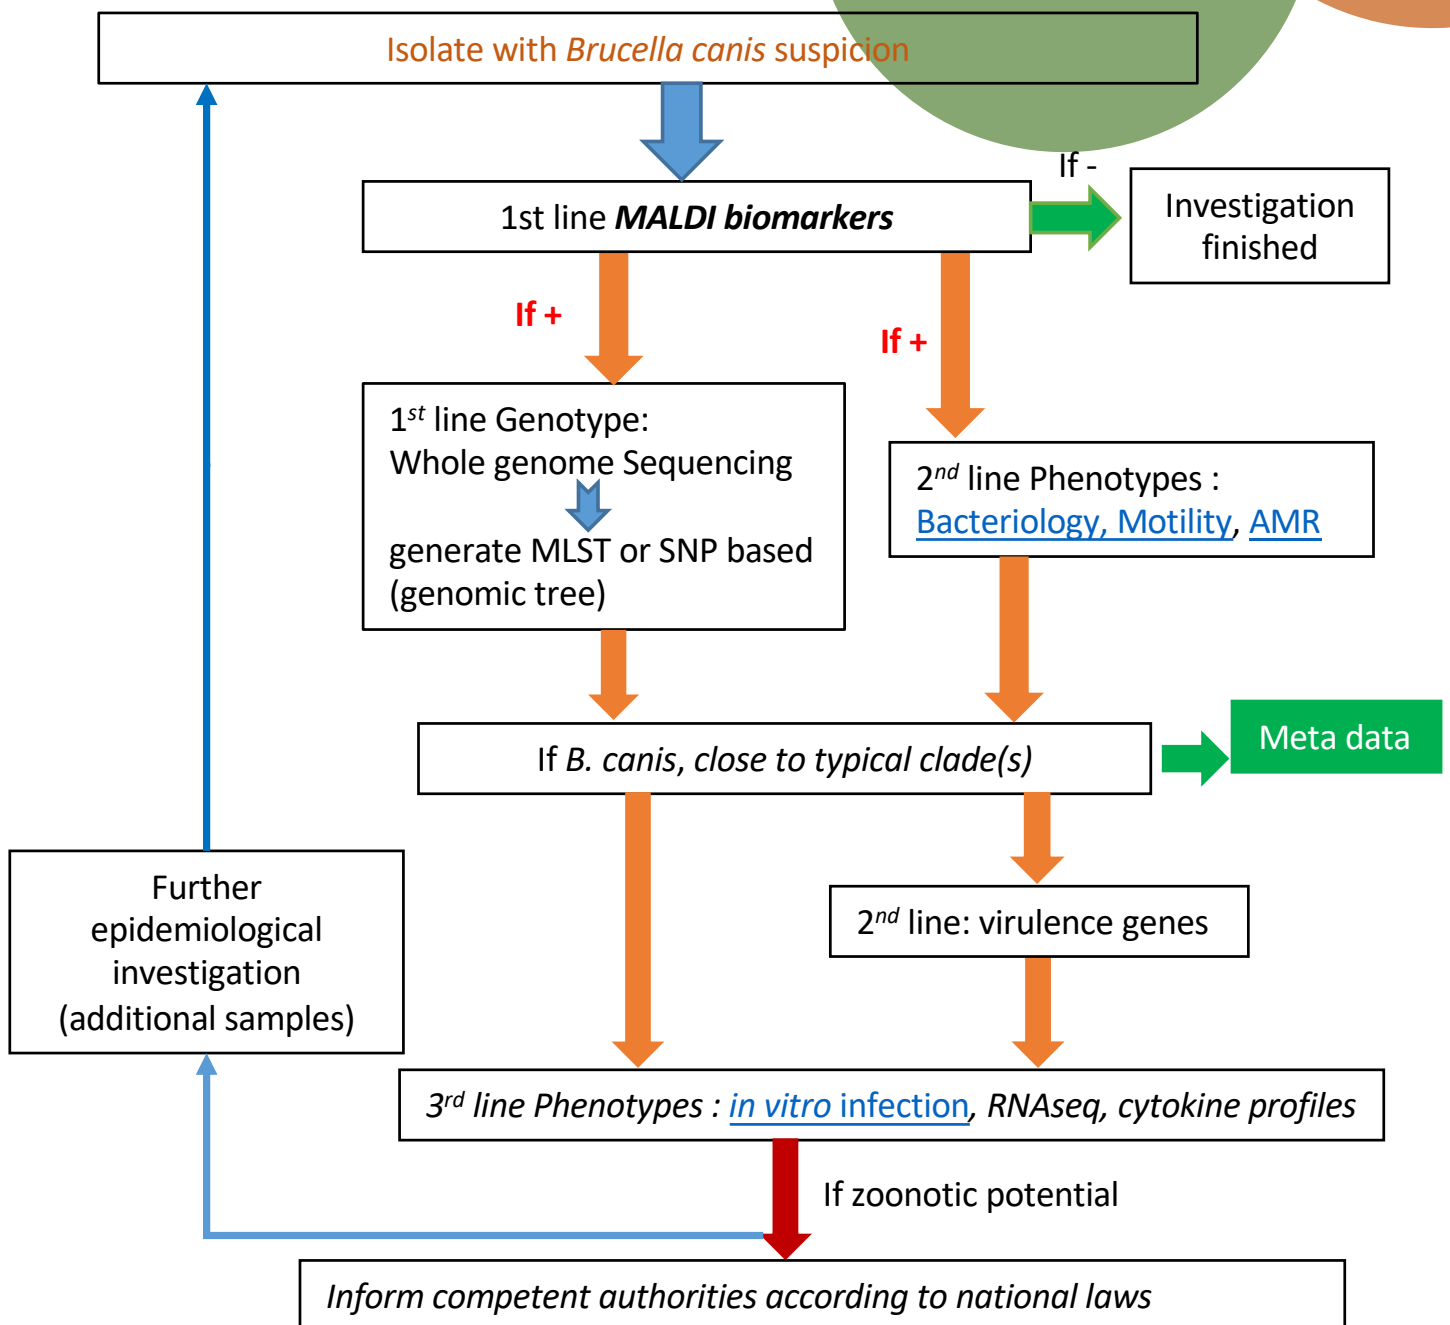 Isolate with Brucella canis suspicion
If -
1st line MALDI biomarkers
Investigation
finished
If +
If +
1st line Genotype:
Whole genome Sequencing
generate MLST or SNP based
(genomic tree)
2nd line Phenotypes :
Bacteriology, Motility, AMR
If B. canis, close to typical clade(s)
Meta data
Further
epidemiological
investigation
(additional samples)
2nd line: virulence genes
3rd line Phenotypes : in vitro infection, RNAseq, cytokine profiles
If zoonotic potential
Inform competent authorities according to national laws